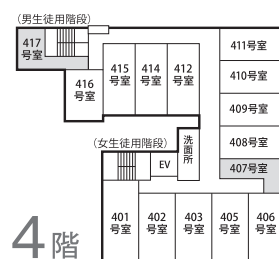 (男生徒用階段)
417
号室
416
号室
415
号室
414
号室
412
号室
411号室
410号室
409号室
408号室
407号室
(女生徒用階段)
EV
洗面所
401
号室
402
号室
403
号室
405
号室
406
号室
4階